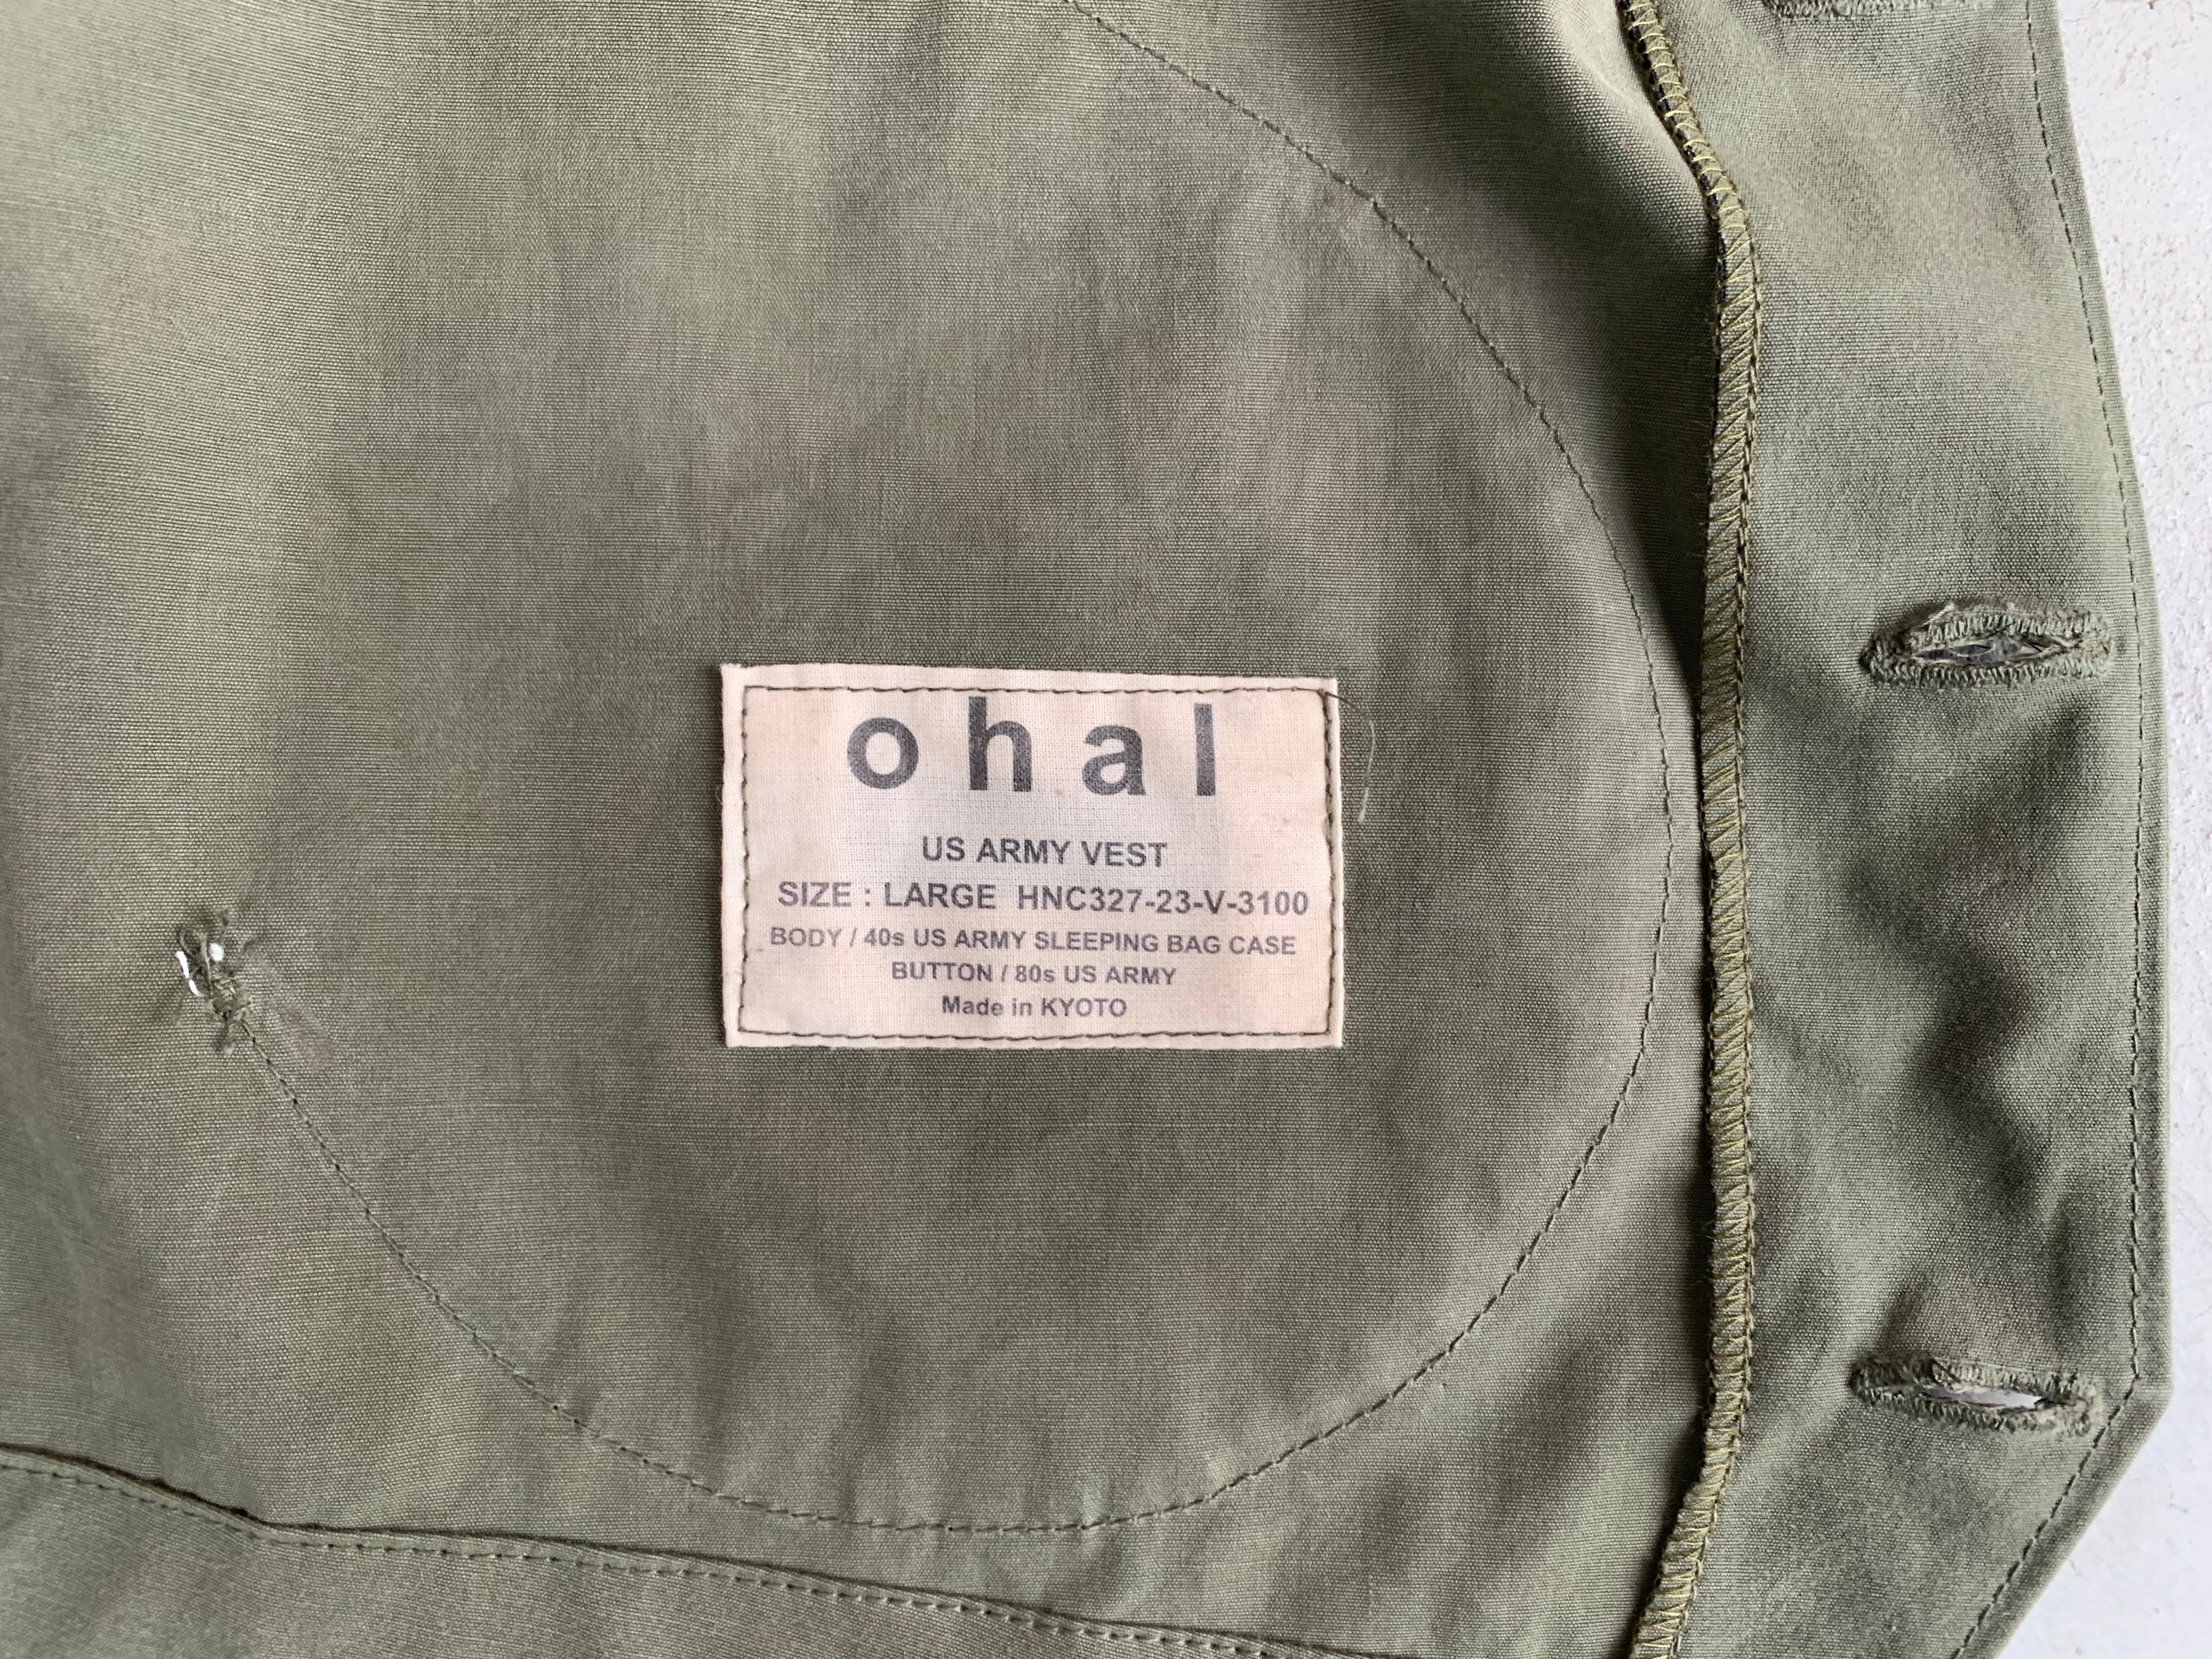 ohal
US ARMY VEST
SIZE : LARGE HNC327-23-V-3100
BODY / 40s US ARMY SLEEPING BAG CASE
BUTTON / 80s US ARMY
Made in KYOTO